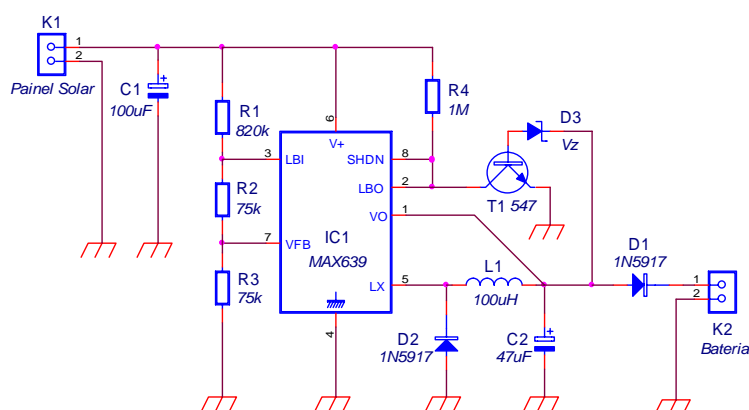 K1
1
2
Painel Solar
C1
+
100uF
R1
820k
R2
75k
R3
75k
R4
1M
D3
Vz
T1 547
6
V+
3
LBI
SHDN
8
LBO
2
VO
1
7
VFB
IC1
MAX639
LX
5
4
L1
100uH
D2
1N5917
C2
+
47uF
D1
1N5917
1
2
K2
Bateria